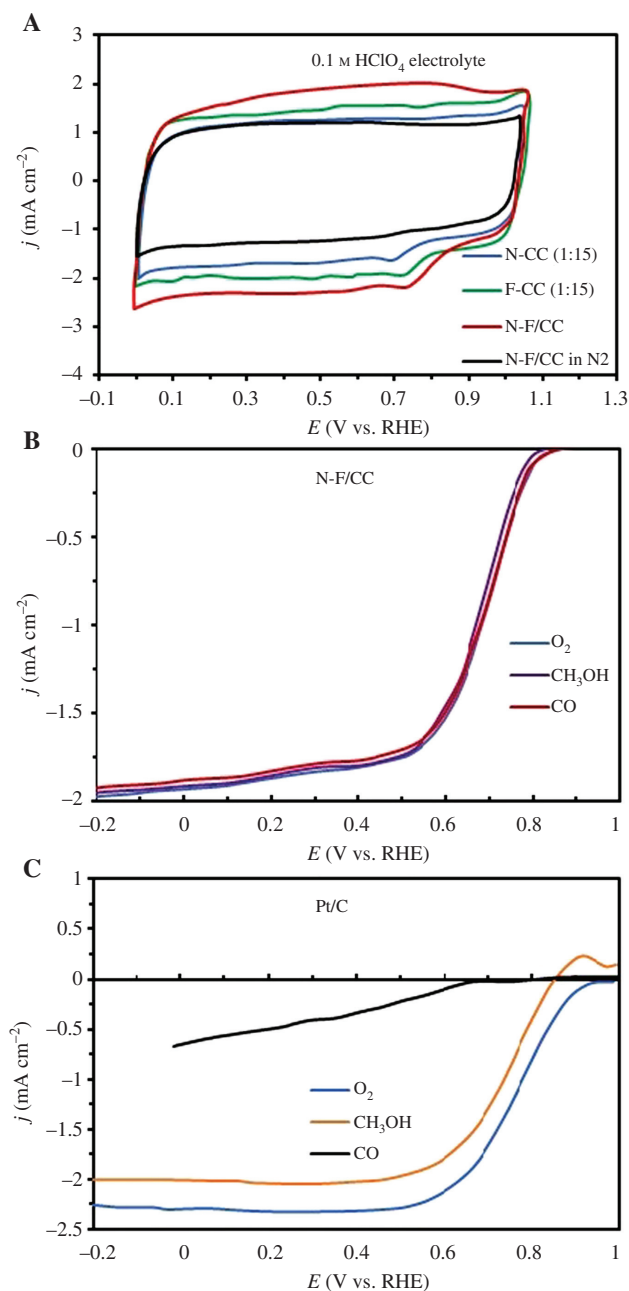 A
0.1 M HClO₄ electrolyte
4
3
2
1
0
–1
–2
–3
–4
j (mA cm⁻²)
N-CC (1:15)
F-CC (1:15)
N-F/CC
N-F/CC in N2
–0.1 0.1 0.3 0.5 0.7 0.9 1.1 1.3
E (V vs. RHE)
B
N-F/CC
0
–0.5
–1
–1.5
–2
j (mA cm⁻²)
O₂
CH₃OH
CO
–0.2 0 0.2 0.4 0.6 0.8 1
E (V vs. RHE)
C
Pt/C
1
0.5
0
–0.5
–1
–1.5
–2
–2.5
j (mA cm⁻²)
O₂
CH₃OH
CO
–0.2 0 0.2 0.4 0.6 0.8 1
E (V vs. RHE)